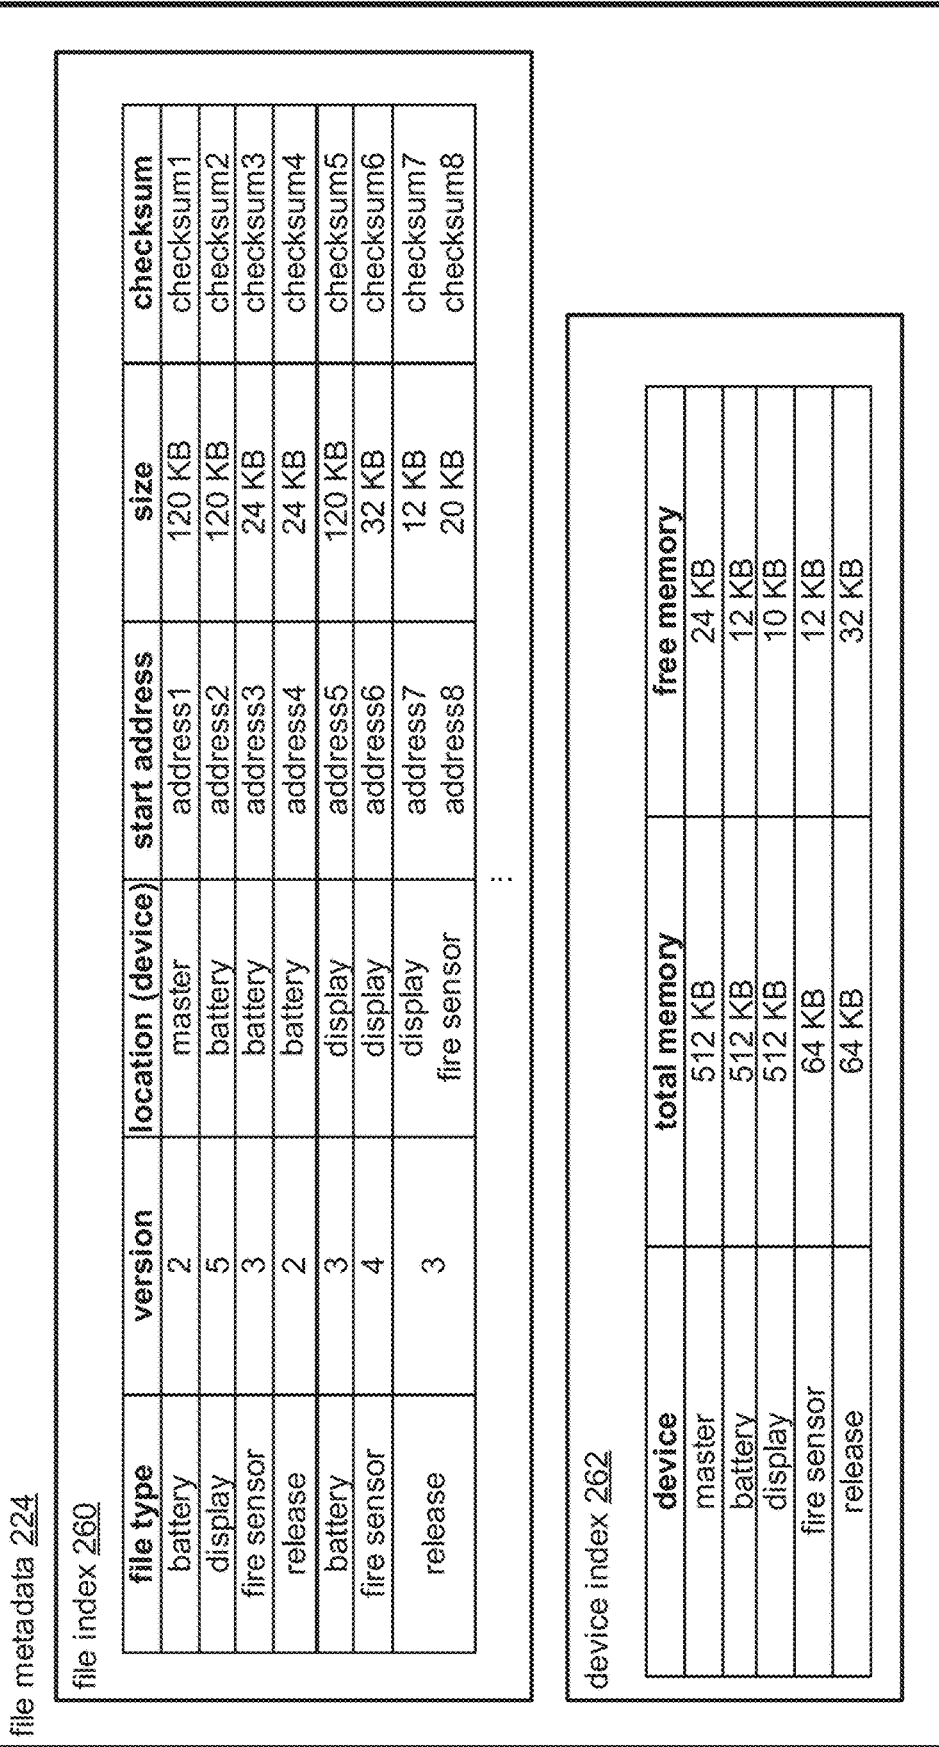 file metadata 224
file index 260
file type version location (device) start address size checksum
battery 2 master address1 120 KB checksum1
display 5 battery address2 120 KB checksum2
fire sensor 3 battery address3 24 KB checksum3
release 2 battery address4 24 KB checksum4
battery 3 display address5 120 KB checksum5
fire sensor 4 display address6 32 KB checksum6
release 3 display address7 12 KB checksum7
fire sensor address8 20 KB checksum8
...
device index 262
device total memory free memory
master 512 KB 24 KB
battery 512 KB 12 KB
display 512 KB 10 KB
fire sensor 64 KB 12 KB
release 64 KB 32 KB